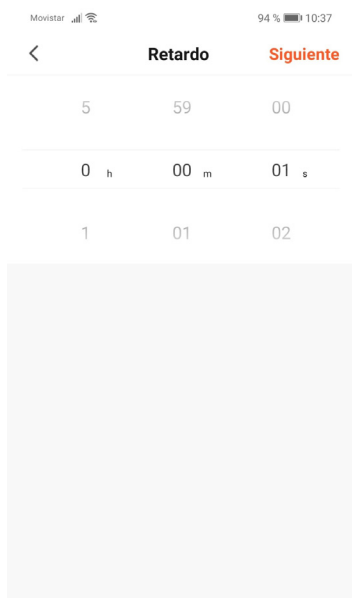 Movistar 94 % 10:37
Retardo Siguiente
5 59 00
0 h 00 m 01 s
1 01 02